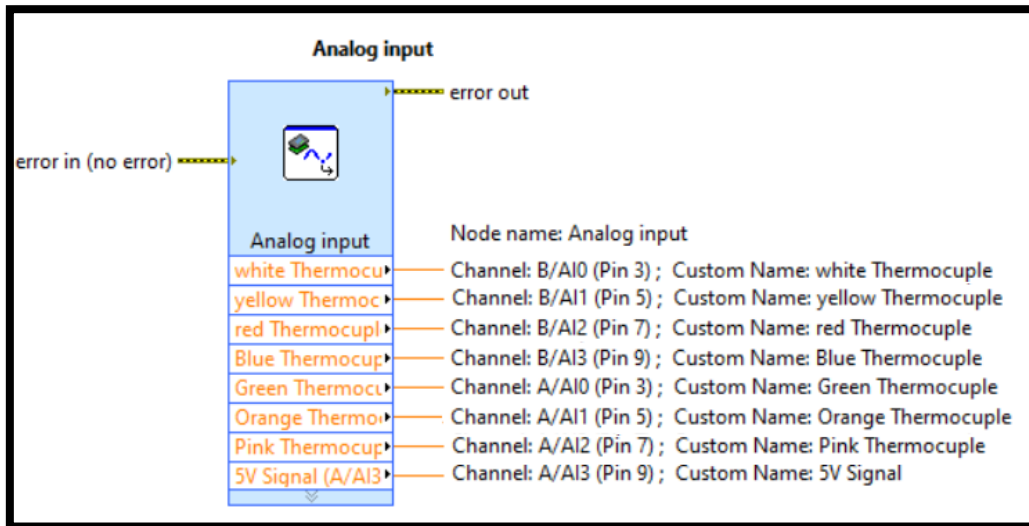 Analog input
error out
error in (no error)
Analog input
Node name: Analog input
white Thermocu
Channel: B/AI0 (Pin 3) ; Custom Name: white Thermocuple
yellow Thermoc
Channel: B/AI1 (Pin 5) ; Custom Name: yellow Thermocuple
red Thermocupl
Channel: B/AI2 (Pin 7) ; Custom Name: red Thermocuple
Blue Thermocup
Channel: B/AI3 (Pin 9) ; Custom Name: Blue Thermocuple
Green Thermocu
Channel: A/AI0 (Pin 3) ; Custom Name: Green Thermocuple
Orange Thermo
Channel: A/AI1 (Pin 5) ; Custom Name: Orange Thermocuple
Pink Thermocup
Channel: A/AI2 (Pin 7) ; Custom Name: Pink Thermocuple
5V Signal (A/AI3
Channel: A/AI3 (Pin 9) ; Custom Name: 5V Signal